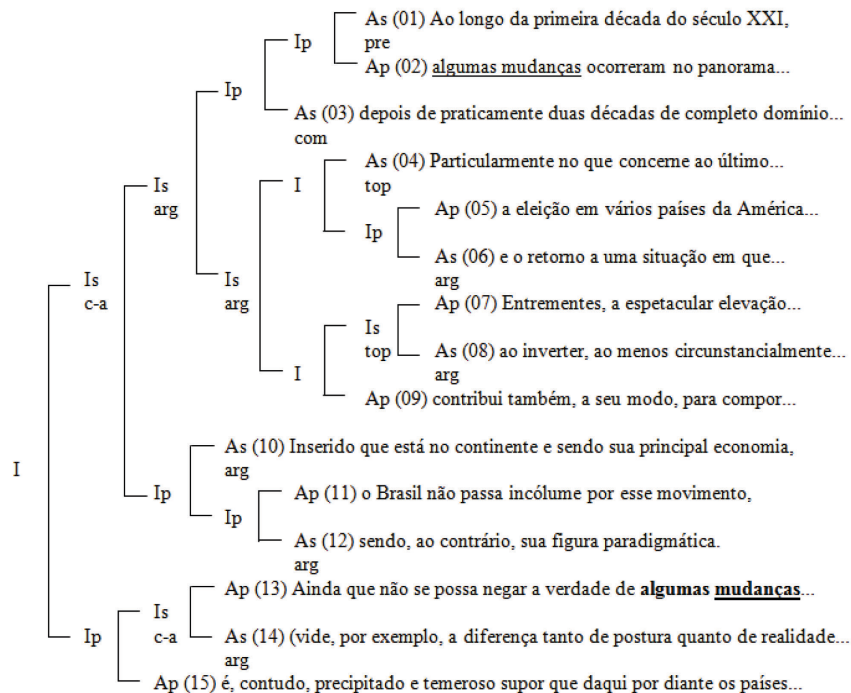 As (01) Ao longo da primeira década do século XXI,
Ip
pre
Ap (02) algumas mudanças ocorreram no panorama...
Ip
As (03) depois de praticamente duas décadas de completo domínio...
com
As (04) Particularmente no que concerne ao último...
Is
I
top
arg
Ap (05) a eleição em vários países da América...
Ip
As (06) e o retorno a uma situação em que...
Is
Is
arg
c-a
arg
Ap (07) Entrementes, a espetacular elevação...
Is
top
As (08) ao inverter, ao menos circunstancialmente...
I
arg
Ap (09) contribui também, a seu modo, para compor...
As (10) Inserido que está no continente e sendo sua principal economia,
I
arg
Ip
Ap (11) o Brasil não passa incólume por esse movimento,
Ip
As (12) sendo, ao contrário, sua figura paradigmática.
arg
Ap (13) Ainda que não se possa negar a verdade de algumas mudanças...
Is
Ip
c-a
As (14) (vide, por exemplo, a diferença tanto de postura quanto de realidade...
arg
Ap (15) é, contudo, precipitado e temeroso supor que daqui por diante os países...